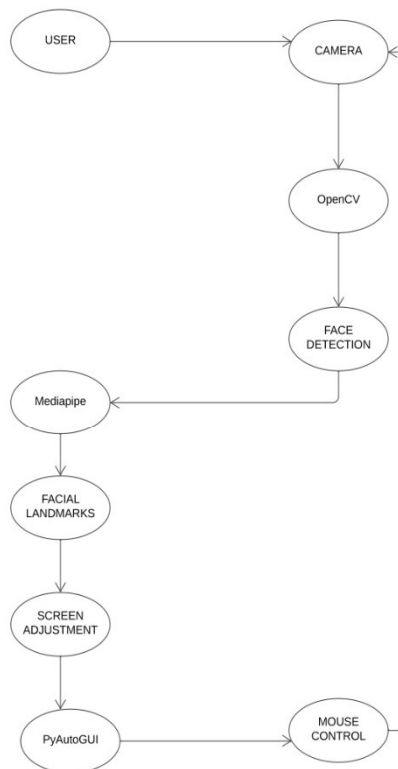 USER
CAMERA
OpenCV
FACE
DETECTION
Mediapipe
FACIAL
LANDMARKS
SCREEN
ADJUSTMENT
PyAutoGUI
MOUSE
CONTROL